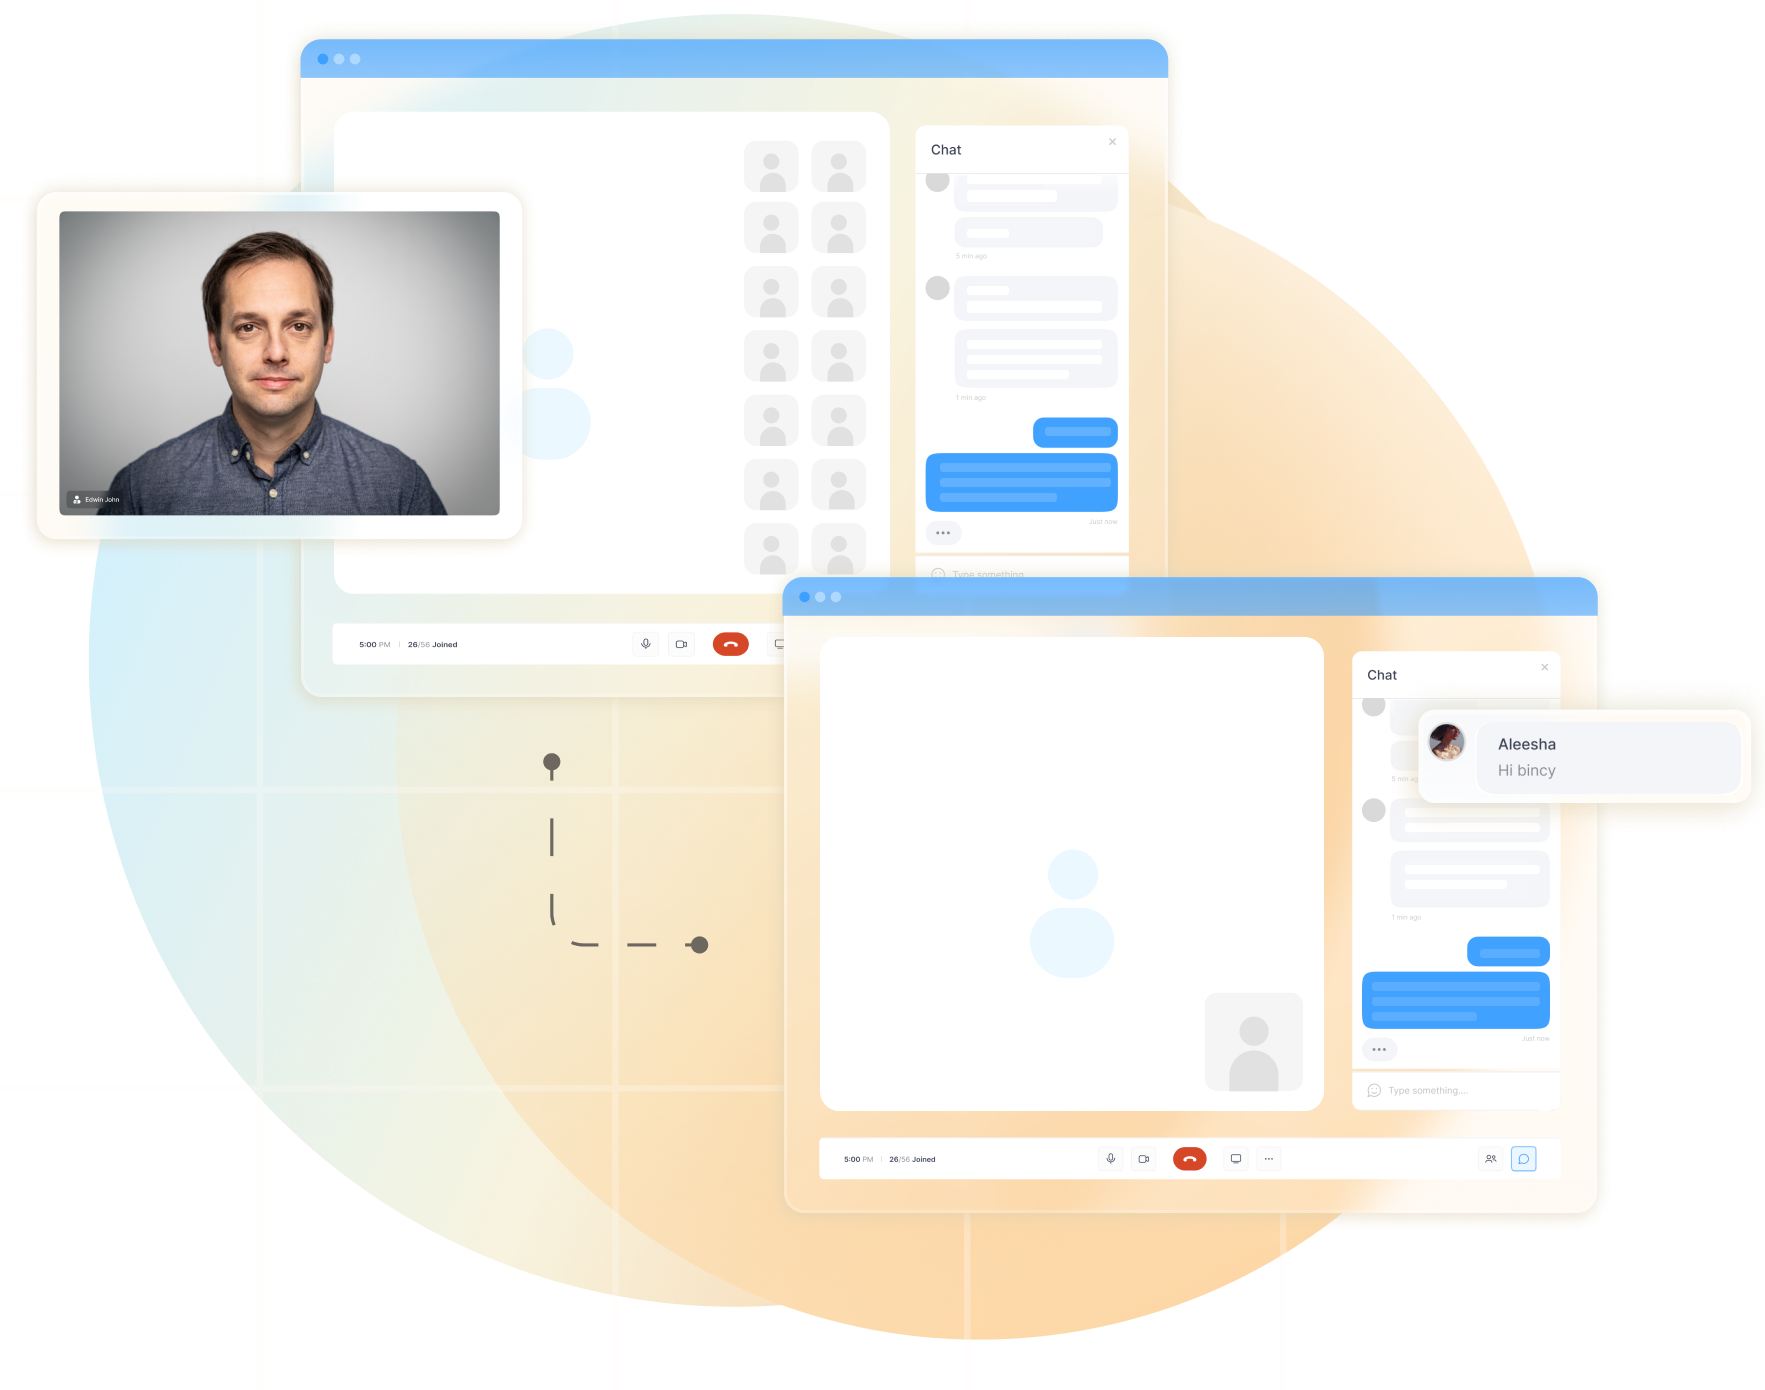 Chat
5 min ago
1 min ago
Just now
Type something
Edwin John
5:00 PM
26/56 Joined
Chat
Aleesha
Hi bincy
5 min ag
1 min ago
Just now
Type something....
5:00 PM
26/56 Joined